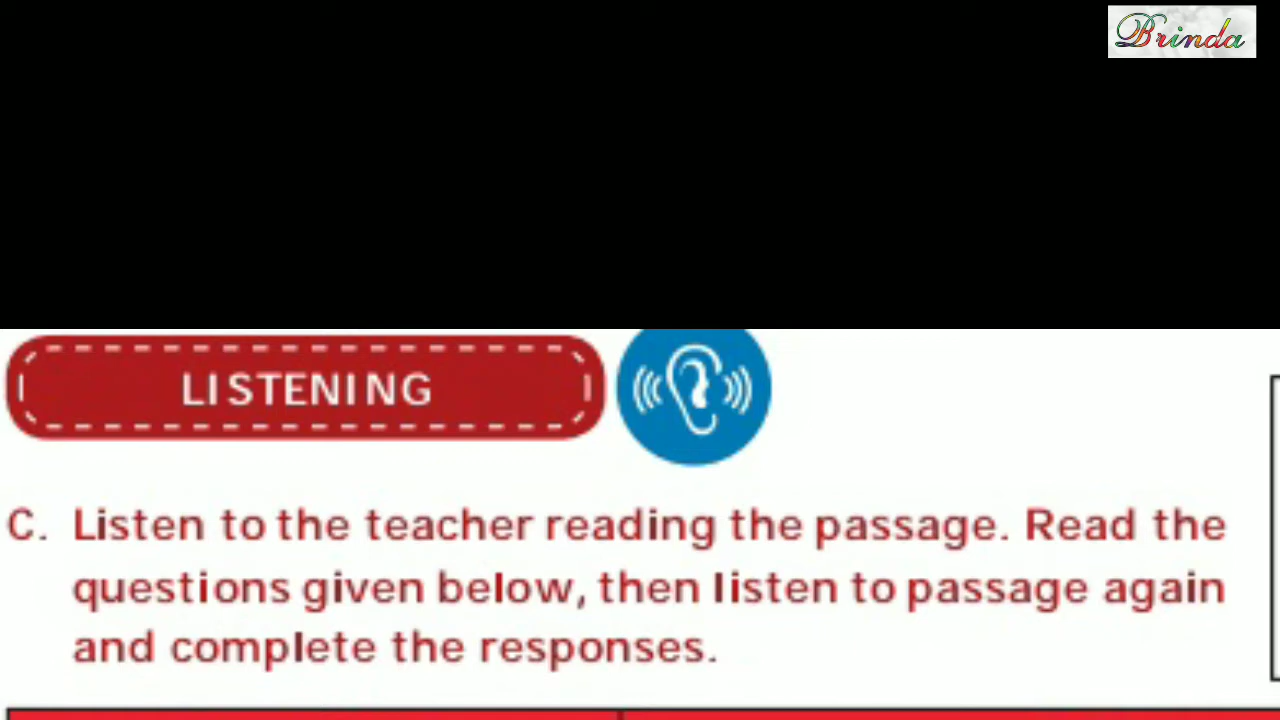 Brinda
LISTENING
C. Listen to the teacher reading the passage. Read the
questions given below, then listen to passage again
and complete the responses.